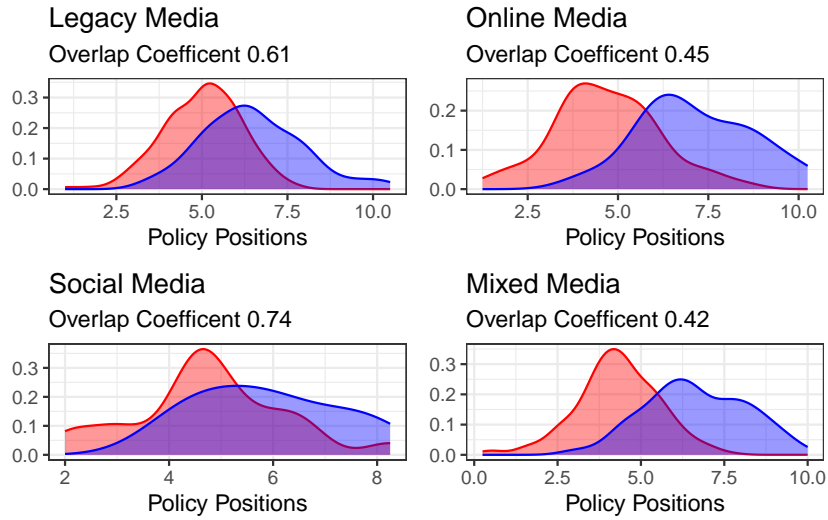 Legacy Media
Overlap Coefficent 0.61
0.3
0.2
0.1
0.0
2.5 5.0 7.5 10.0
Policy Positions
Online Media
Overlap Coefficent 0.45
0.2
0.1
0.0
2.5 5.0 7.5 10.0
Policy Positions
Social Media
Overlap Coefficent 0.74
0.3
0.2
0.1
0.0
2 4 6 8
Policy Positions
Mixed Media
Overlap Coefficent 0.42
0.3
0.2
0.1
0.0
0.0 2.5 5.0 7.5 10.0
Policy Positions